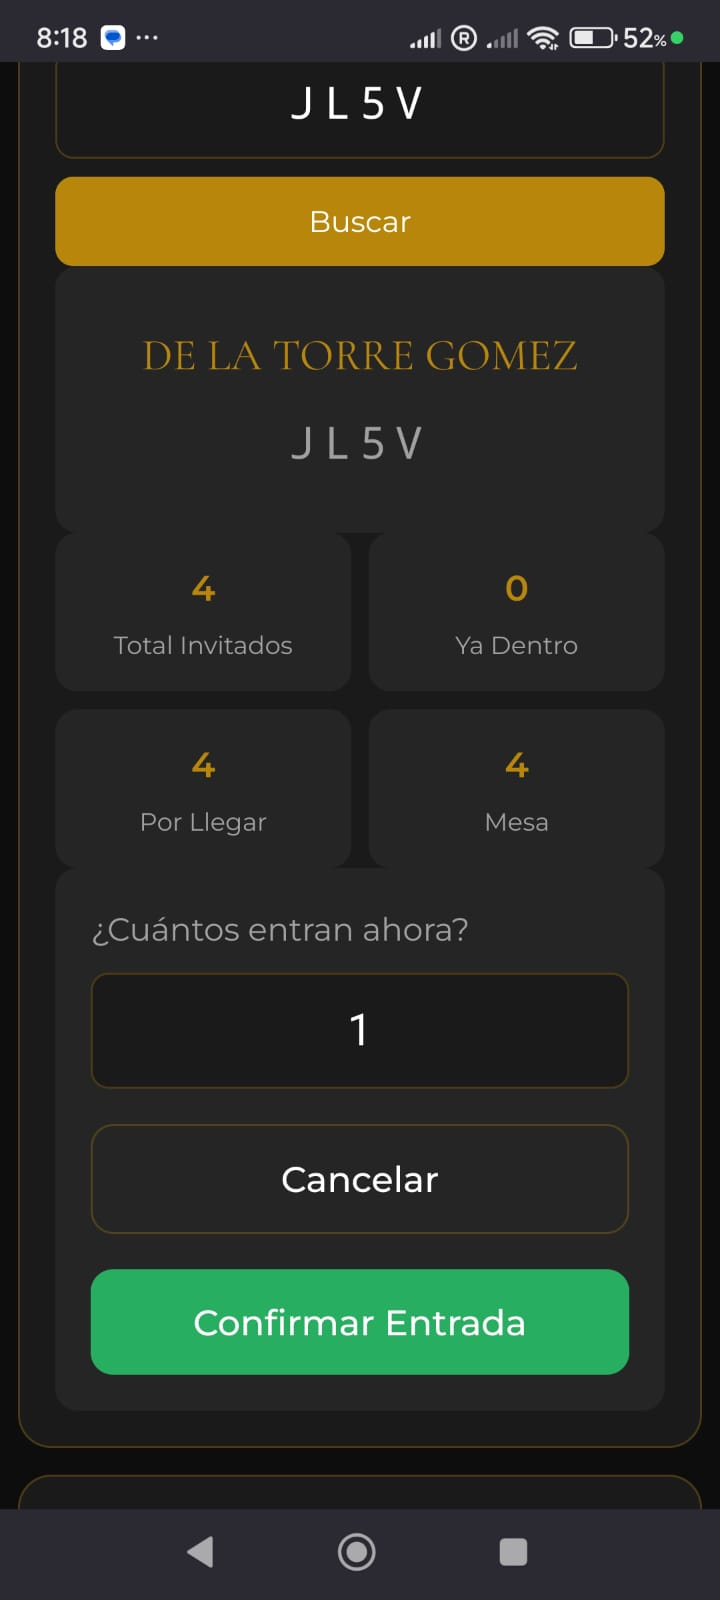 8:18 ... R 52%
J L 5 V
Buscar
DE LA TORRE GOMEZ
J L 5 V
4 0
Total Invitados Ya Dentro
4 4
Por Llegar Mesa
¿Cuántos entran ahora?
1
Cancelar
Confirmar Entrada